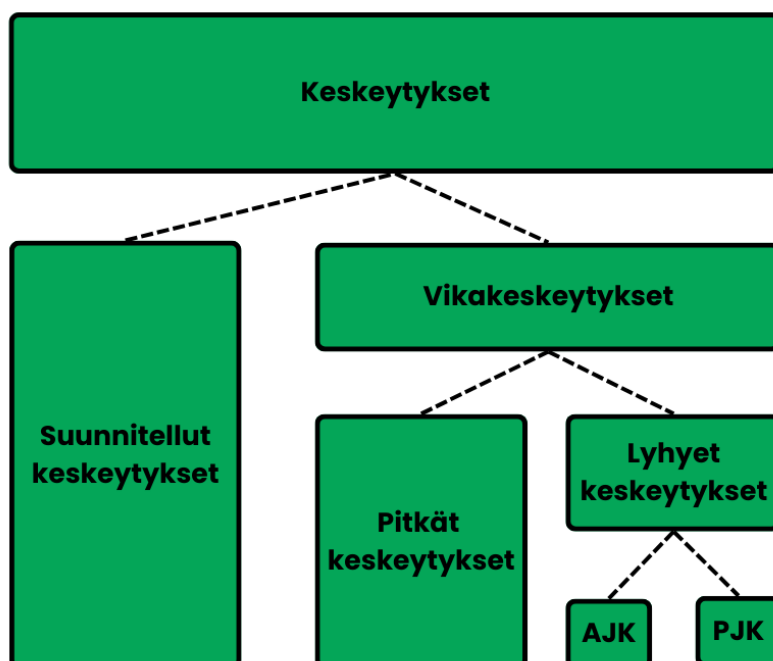 Keskeytykset
Vikakeskeytykset
Suunnitellut
keskeytykset
Pitkät
keskeytykset
Lyhyet
keskeytykset
AJK
PJK